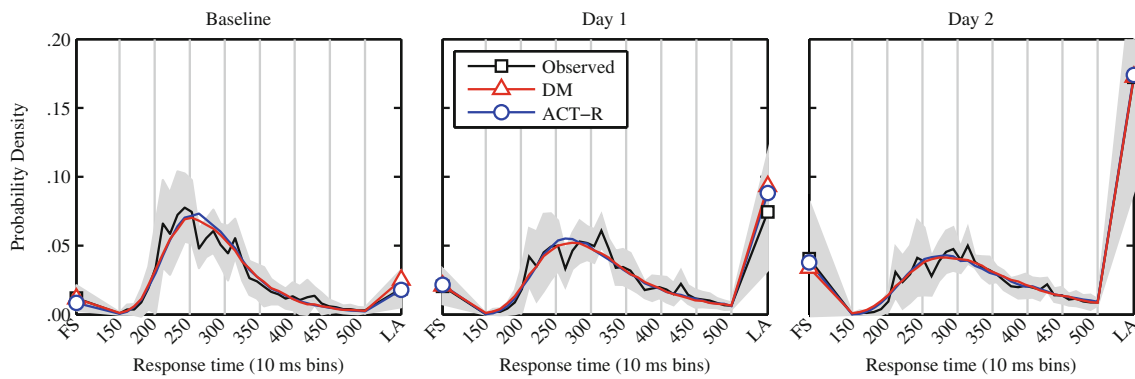 Baseline
Day 1
Day 2
Probability Density
.20
.15
.10
.05
.00
Observed
DM
ACT−R
FS 150 200 250 300 350 400 450 500 LA
FS 150 200 250 300 350 400 450 500 LA
FS 150 200 250 300 350 400 450 500 LA
Response time (10 ms bins)
Response time (10 ms bins)
Response time (10 ms bins)